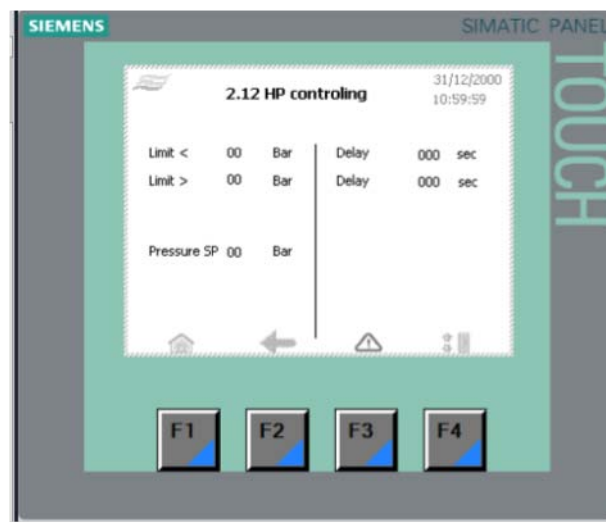 SIEMENS
SIMATIC PANEL
TOUCH
2.12 HP controling
31/12/2000
10:59:59
Limit < 00 Bar Delay 000 sec
Limit > 00 Bar Delay 000 sec
Pressure SP 00 Bar
F1 F2 F3 F4